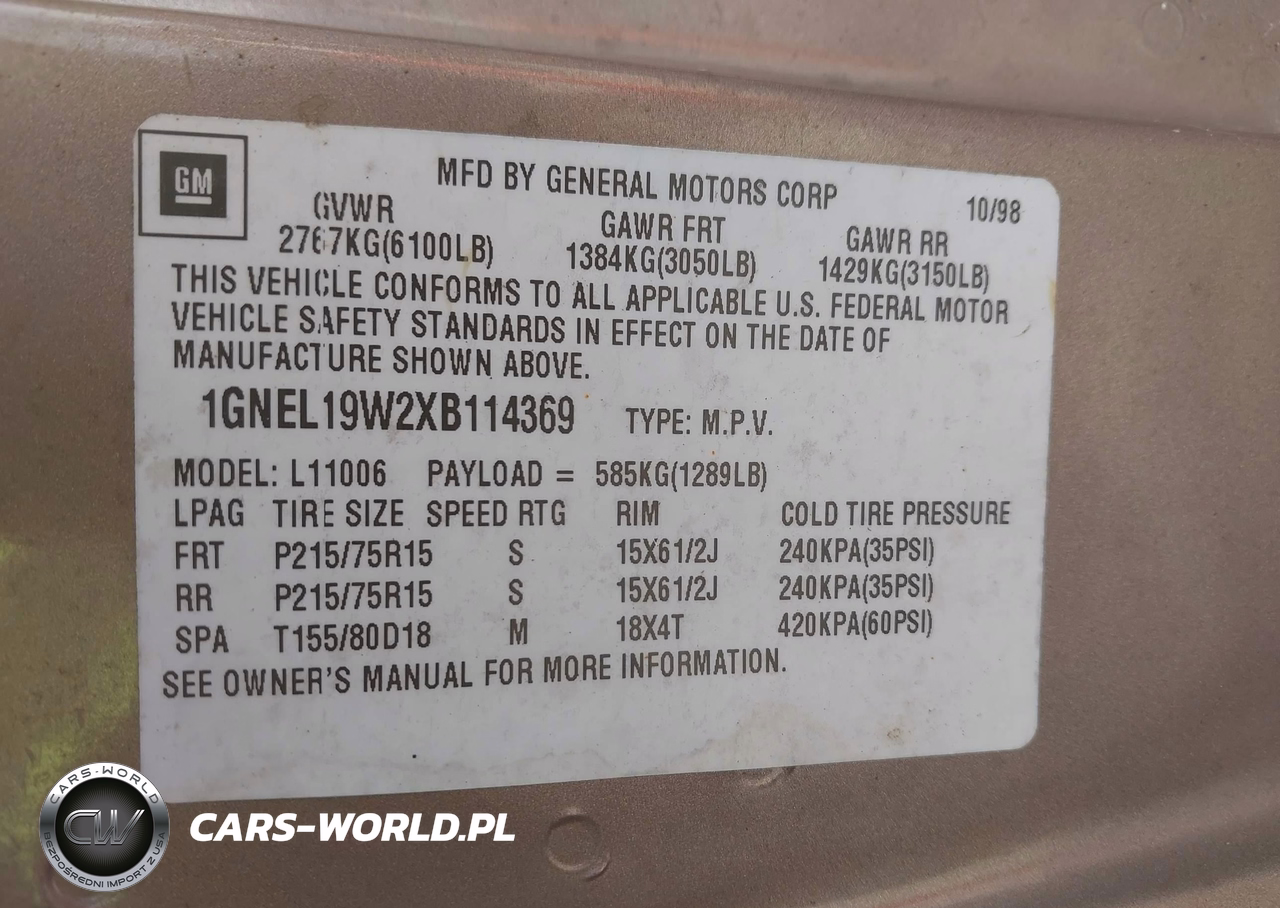 GM
MFD BY GENERAL MOTORS CORP
10/98
GVWR GAWR FRT GAWR RR
2767KG(6100LB) 1384KG(3050LB) 1429KG(3150LB)
THIS VEHICLE CONFORMS TO ALL APPLICABLE U.S. FEDERAL MOTOR
VEHICLE SAFETY STANDARDS IN EFFECT ON THE DATE OF
MANUFACTURE SHOWN ABOVE.
1GNEL19W2XB114369 TYPE: M.P.V.
MODEL: L11006 PAYLOAD = 585KG(1289LB)
LPAG TIRE SIZE SPEED RTG RIM COLD TIRE PRESSURE
FRT P215/75R15 S 15X61/2J 240KPA(35PSI)
RR P215/75R15 S 15X61/2J 240KPA(35PSI)
SPA T155/80D18 M 18X4T 420KPA(60PSI)
SEE OWNER'S MANUAL FOR MORE INFORMATION.
CARS-WORLD
CW
BEZPOŚREDNI IMPORT Z USA
CARS-WORLD.PL